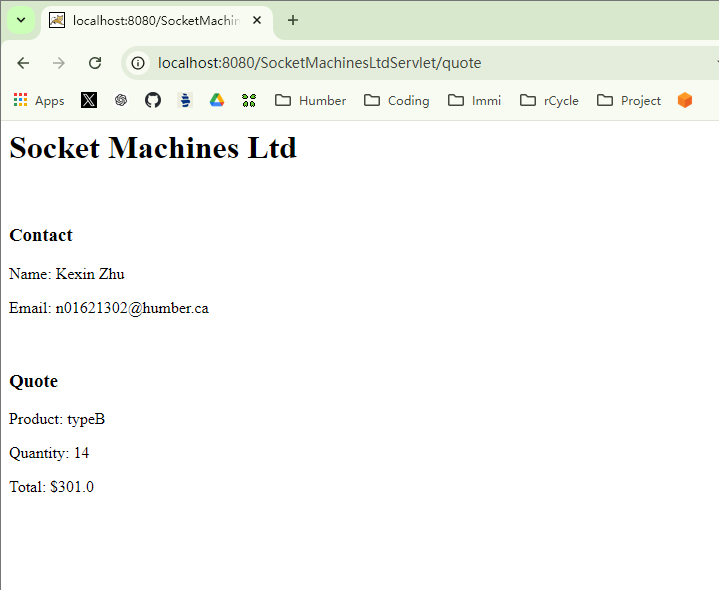 localhost:8080/SocketMachin
localhost:8080/SocketMachinesLtdServlet/quote
Apps Humber Coding Immi rCycle Project
Socket Machines Ltd
Contact
Name: Kexin Zhu
Email: n01621302@humber.ca
Quote
Product: typeB
Quantity: 14
Total: $301.0